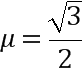 μ = √3/2